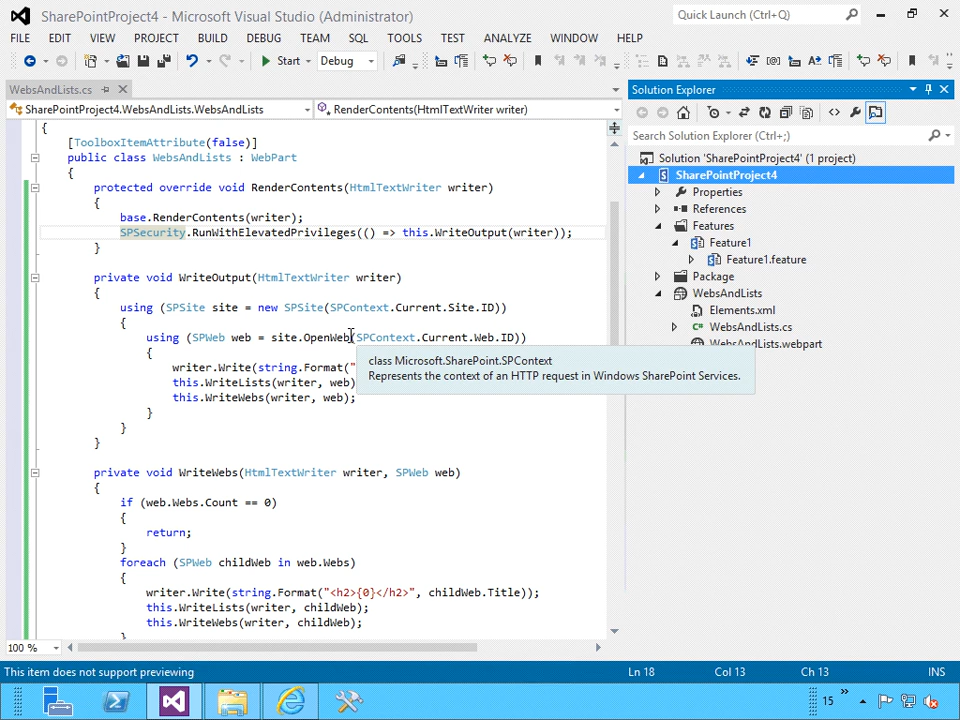 SharePointProject4 - Microsoft Visual Studio (Administrator)
Quick Launch (Ctrl+Q)
FILE EDIT VIEW PROJECT BUILD DEBUG TEAM SQL TOOLS TEST ANALYZE WINDOW HELP
Start Debug
WebsAndLists.cs
SharePointProject4.WebsAndLists.WebsAndLists
RenderContents(HtmlTextWriter writer)
{
[ToolboxItemAttribute(false)]
public class WebsAndLists : WebPart
{
protected override void RenderContents(HtmlTextWriter writer)
{
base.RenderContents(writer);
SPSecurity.RunWithElevatedPrivileges(() => this.WriteOutput(writer));
}
private void WriteOutput(HtmlTextWriter writer)
{
using (SPSite site = new SPSite(SPContext.Current.Site.ID))
{
using (SPWeb web = site.OpenWeb(SPContext.Current.Web.ID))
{
writer.Write(string.Format("
this.WriteLists(writer, web)
this.WriteWebs(writer, web);
}
}
}
class Microsoft.SharePoint.SPContext
Represents the context of an HTTP request in Windows SharePoint Services.
private void WriteWebs(HtmlTextWriter writer, SPWeb web)
{
if (web.Webs.Count == 0)
{
return;
}
foreach (SPWeb childWeb in web.Webs)
{
writer.Write(string.Format("<h2>{0}</h2>", childWeb.Title));
this.WriteLists(writer, childWeb);
this.WriteWebs(writer, childWeb);
}
100 %
Solution Explorer
Search Solution Explorer (Ctrl+;)
Solution 'SharePointProject4' (1 project)
SharePointProject4
Properties
References
Features
Feature1
Feature1.feature
Package
WebsAndLists
Elements.xml
WebsAndLists.cs
WebsAndLists.webpart
This item does not support previewing
Ln 18 Col 13 Ch 13 INS
15